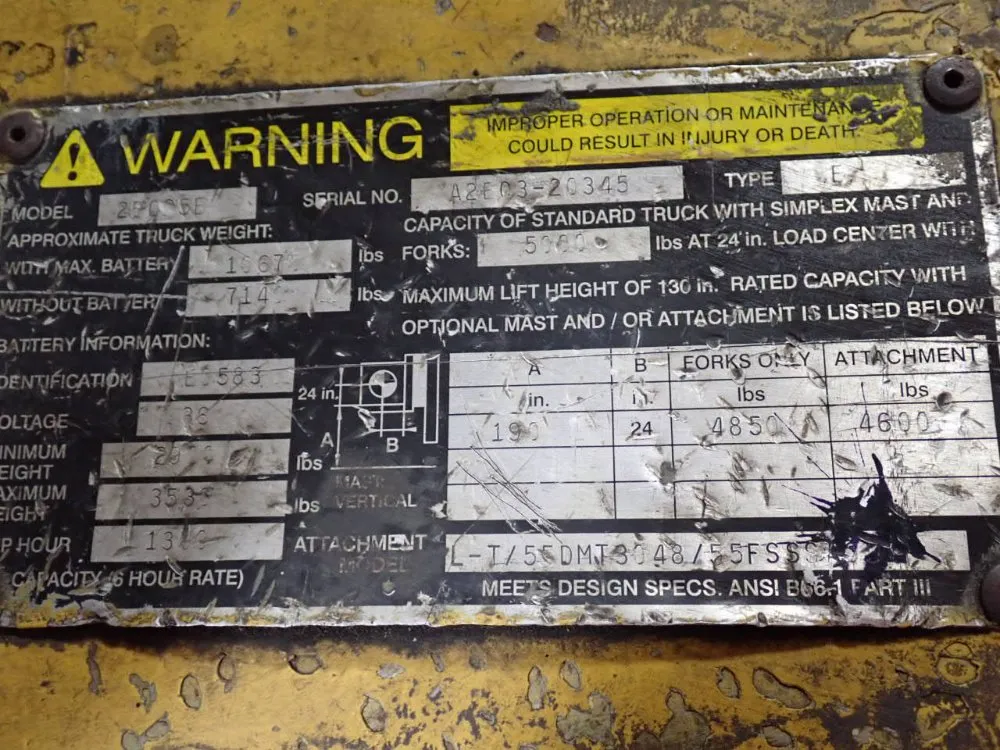 WARNING
IMPROPER OPERATION OR MAINTENANCE
COULD RESULT IN INJURY OR DEATH.
MODEL
SERIAL NO. A2EC3-20345
TYPE E
APPROXIMATE TRUCK WEIGHT:
WITH MAX. BATTERY lbs
WITHOUT BATTERY lbs
CAPACITY OF STANDARD TRUCK WITH SIMPLEX MAST AND
FORKS: lbs AT 24 in. LOAD CENTER WITH
MAXIMUM LIFT HEIGHT OF 130 in. RATED CAPACITY WITH
OPTIONAL MAST AND / OR ATTACHMENT IS LISTED BELOW
BATTERY INFORMATION:
IDENTIFICATION
VOLTAGE 36
MINIMUM
WEIGHT lbs
MAXIMUM
WEIGHT lbs
AMP HOUR
CAPACITY (6 HOUR RATE)
24 in.
A
B
MAST
VERTICAL
A B FORKS ONLY ATTACHMENT
in. in. lbs lbs
190 24 4850 4600
ATTACHMENT
MODEL
MEETS DESIGN SPECS. ANSI B56.1 PART III